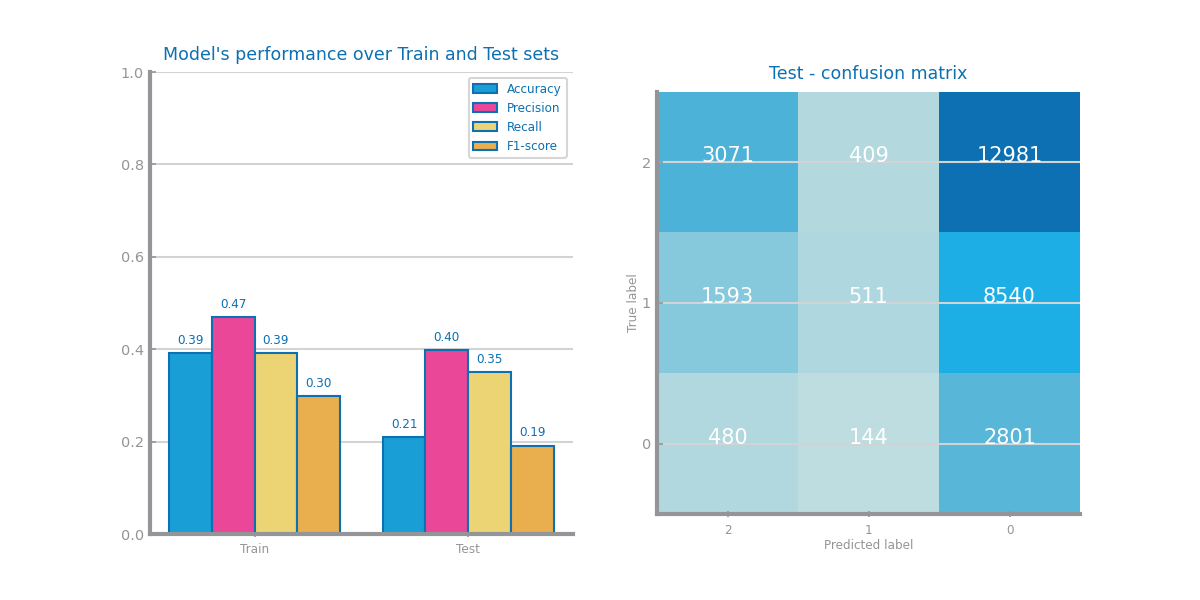 Model's performance over Train and Test sets
1.0
0.8
0.6
0.4
0.2
0.0
Accuracy
Precision
Recall
F1-score
0.39
0.47
0.39
0.30
0.21
0.40
0.35
0.19
Train
Test
Test - confusion matrix
True label
2
1
0
3071 409 12981
1593 511 8540
480 144 2801
2 1 0
Predicted label